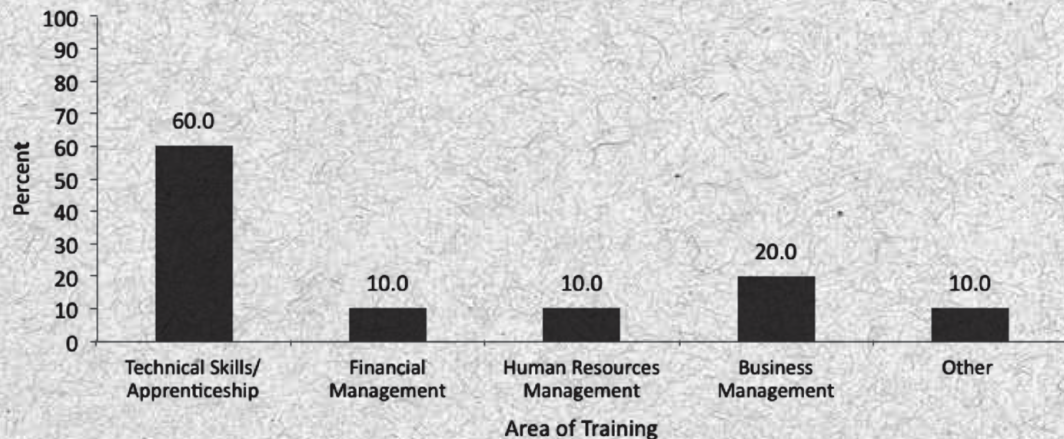 100
90
80
70
60
50
40
30
20
10
0
Percent
60.0
10.0
10.0
20.0
10.0
Technical Skills/
Apprenticeship
Financial
Management
Human Resources
Management
Business
Management
Other
Area of Training